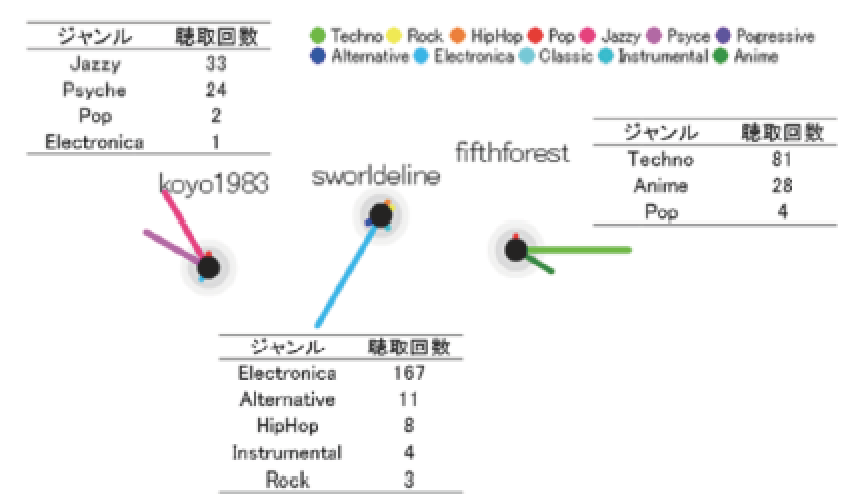 ジャンル 聴取回数
Jazzy 33
Psyche 24
Pop 2
Electronica 1
Techno Rock HipHop Pop Jazzy Psyce Pogressive
Alternative Electronica Classic Instrumental Anime
koyo1983
sworldeline
fifthforest
ジャンル 聴取回数
Techno 81
Anime 28
Pop 4
ジャンル 聴取回数
Electronica 167
Alternative 11
HipHop 8
Instrumental 4
Rock 3